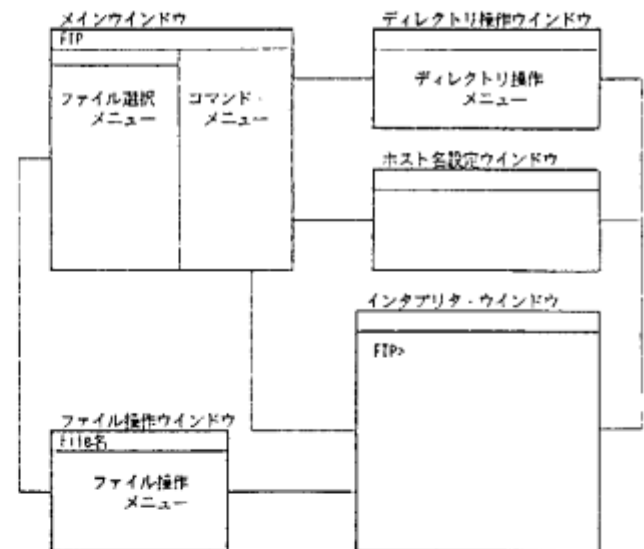 メインウインドウ
FTP
ファイル選択
メニュー
コマンド・
メニュー
ディレクトリ操作ウインドウ
ディレクトリ操作
メニュー
ホスト名設定ウインドウ
インタプリタ・ウインドウ
FTP>
ファイル操作ウインドウ
File名
ファイル操作
メニュー